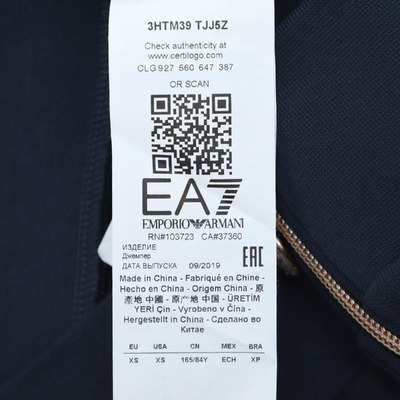 3HTM39 TJJ5Z
Check authenticity at
www.certilogo.com
CLG 927 560 647 387
OR SCAN
EA7
EMPORIO ARMANI
RN#103723 CA#37360
ИЗДЕЛИЕ
Джемпер
ДАТА ВЫПУСКА 09/2019
EAC
Made in China - Fabriqué en Chine -
Hecho en China - Origem China - 原
產地 中國 - 原产地 中国 - ÜRETİM
YERİ Çin - Vyrobeno v Čína -
Hergestellt in China - Сделано во
Китае
EU USA CN MEX BRA
XS XS 165/84Y ECH XP